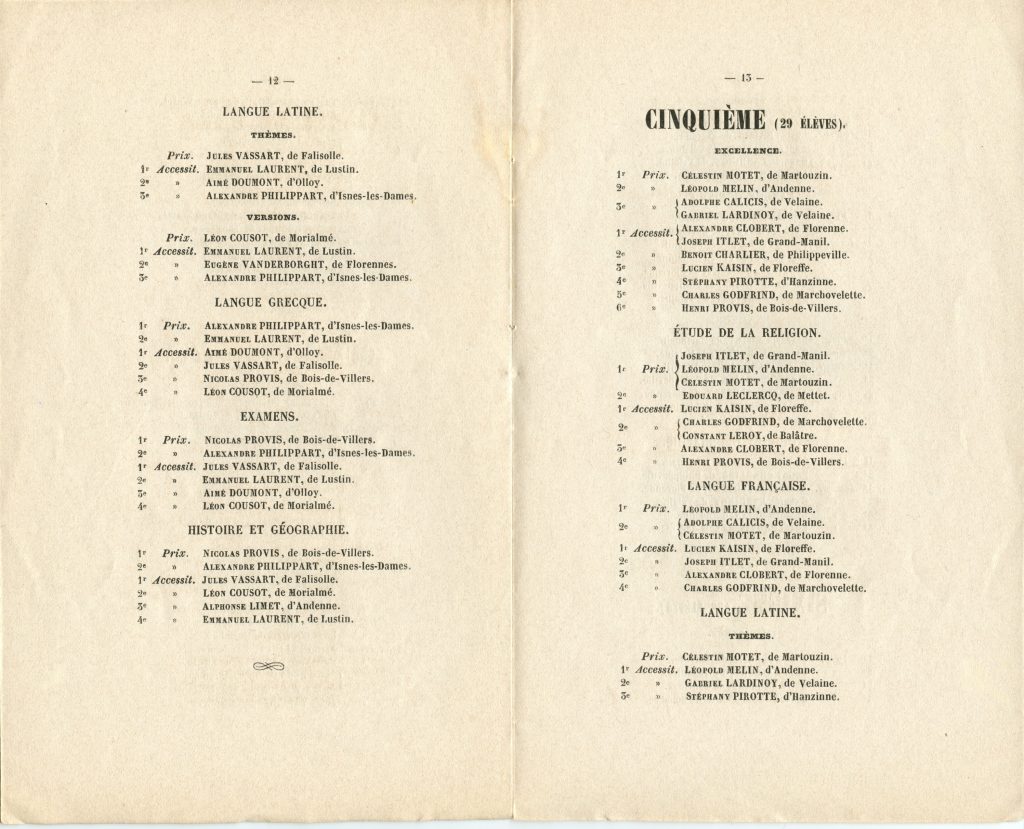 — 12 —
LANGUE LATINE.
THÈMES.
Prix. JULES VASSART, de Falisolle.
1r Accessit. EMMANUEL LAURENT, de Lustin.
2e » AIMÉ DOUMONT, d'Olloy.
3e » ALEXANDRE PHILIPPART, d'Isnes-les-Dames.
VERSIONS.
Prix. LÉON COUSOT, de Morialmé.
1r Accessit. EMMANUEL LAURENT, de Lustin.
2e » EUGÈNE VANDERBORGHT, de Florennes.
3e » ALEXANDRE PHILIPPART, d'Isnes-les-Dames.
LANGUE GRECQUE.
1r Prix. ALEXANDRE PHILIPPART, d'Isnes-les-Dames.
2e » EMMANUEL LAURENT, de Lustin.
1r Accessit. AIMÉ DOUMONT, d'Olloy.
2e » JULES VASSART, de Falisolle.
3e » NICOLAS PROVIS, de Bois-de-Villers.
4e » LÉON COUSOT, de Morialmé.
EXAMENS.
1r Prix. NICOLAS PROVIS, de Bois-de-Villers.
2e » ALEXANDRE PHILIPPART, d'Isnes-les-Dames.
1r Accessit. JULES VASSART, de Falisolle.
2e » EMMANUEL LAURENT, de Lustin.
3e » AIMÉ DOUMONT, d'Olloy.
4e » LÉON COUSOT, de Morialmé.
HISTOIRE ET GÉOGRAPHIE.
1r Prix. NICOLAS PROVIS, de Bois-de-Villers.
2e » ALEXANDRE PHILIPPART, d'Isnes-les-Dames.
1r Accessit. JULES VASSART, de Falisolle.
2e » LÉON COUSOT, de Morialmé.
3e » ALPHONSE LIMET, d'Andenne.
4e » EMMANUEL LAURENT, de Lustin.
— 13 —
CINQUIÈME (29 ÉLÈVES).
EXCELLENCE.
1r Prix. CÉLESTIN MOTET, de Martouzin.
2e » LÉOPOLD MELIN, d'Andenne.
3e » { ADOLPHE CALICIS, de Velaine.
GABRIEL LARDINOY, de Velaine.
1r Accessit. { ALEXANDRE CLOBERT, de Florenne.
JOSEPH ITLET, de Grand-Manil.
2e » BENOIT CHARLIER, de Philippeville.
3e » LUCIEN KAISIN, de Floreffe.
4e » STÉPHANY PIROTTE, d'Hanzinne.
5e » CHARLES GODFRIND, de Marchovelette.
6e » HENRI PROVIS, de Bois-de-Villers.
ÉTUDE DE LA RELIGION.
JOSEPH ITLET, de Grand-Manil.
1r Prix. { LÉOPOLD MELIN, d'Andenne.
CÉLESTIN MOTET, de Martouzin.
2e » EDOUARD LECLERCQ, de Mettet.
1r Accessit. LUCIEN KAISIN, de Floreffe.
2e » { CHARLES GODFRIND, de Marchovelette.
CONSTANT LEROY, de Balâtre.
3e » ALEXANDRE CLOBERT, de Florenne.
4e » HENRI PROVIS, de Bois-de-Villers.
LANGUE FRANÇAISE.
1r Prix. LÉOPOLD MELIN, d'Andenne.
2e » { ADOLPHE CALICIS, de Velaine.
CÉLESTIN MOTET, de Martouzin.
1r Accessit. LUCIEN KAISIN, de Floreffe.
2e » JOSEPH ITLET, de Grand-Manil.
3e » ALEXANDRE CLOBERT, de Florenne.
4e » CHARLES GODFRIND, de Marchovelette.
LANGUE LATINE.
THÈMES.
Prix. CÉLESTIN MOTET, de Martouzin.
1r Accessit. LÉOPOLD MELIN, d'Andenne.
2e » GABRIEL LARDINOY, de Velaine.
3e » STÉPHANY PIROTTE, d'Hanzinne.